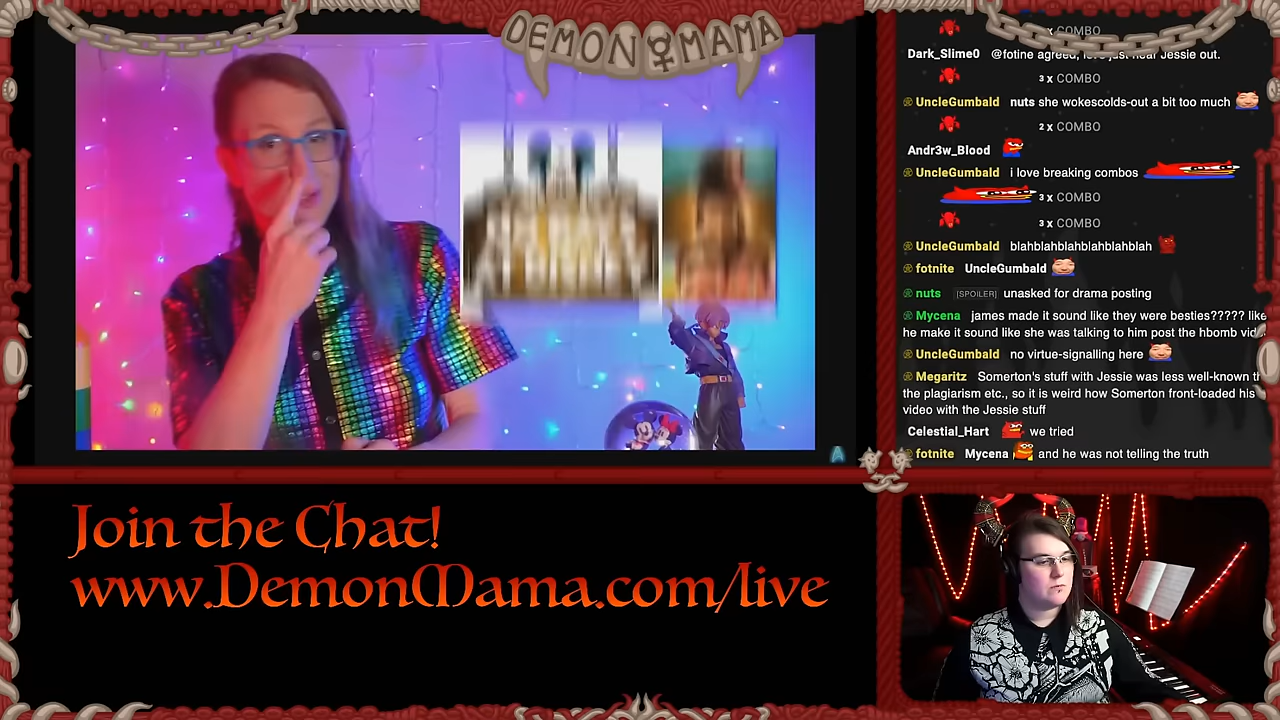 DEMON MAMA
x COMBO
Dark_Slime0 @fotine agreed, let's just hear Jessie out.
3 x COMBO
UncleGumbald nuts she wokescolds-out a bit too much
2 x COMBO
Andr3w_Blood
UncleGumbald i love breaking combos
3 x COMBO
3 x COMBO
UncleGumbald blahblahblahblahblahblah
fotnite UncleGumbald
nuts [SPOILER] unasked for drama posting
Mycena james made it sound like they were besties????? like
he make it sound like she was talking to him post the hbomb vid
UncleGumbald no virtue-signalling here
Megaritz Somerton's stuff with Jessie was less well-known
the plagiarism etc., so it is weird how Somerton front-loaded his
video with the Jessie stuff
Celestial_Hart we tried
fotnite Mycena and he was not telling the truth
Join the Chat!
www.DemonMama.com/live